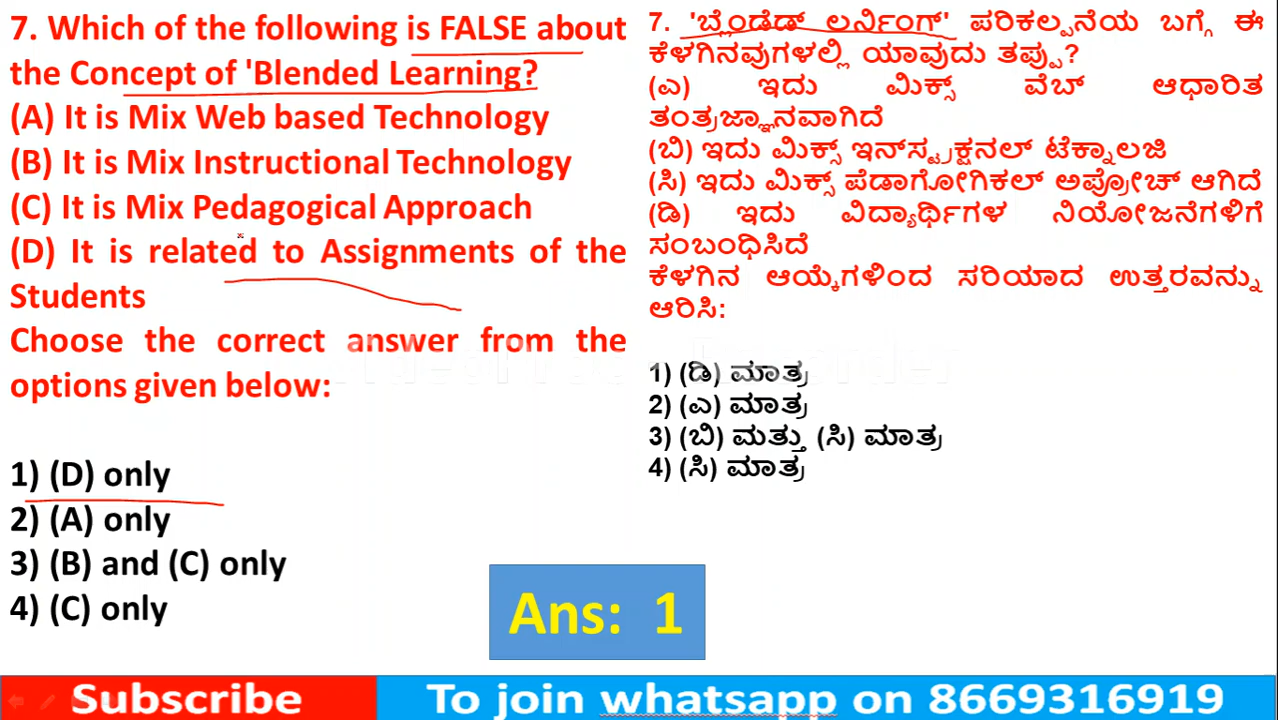 7. Which of the following is FALSE about
the Concept of 'Blended Learning?
(A) It is Mix Web based Technology
(B) It is Mix Instructional Technology
(C) It is Mix Pedagogical Approach
(D) It is related to Assignments of the
Students
Choose the correct answer from the
options given below:
1) (D) only
2) (A) only
3) (B) and (C) only
4) (C) only
7. 'ಬ್ಲೆಂಡೆಡ್ ಲರ್ನಿಂಗ್' ಪರಿಕಲ್ಪನೆಯ ಬಗ್ಗೆ ಈ
ಕೆಳಗಿನವುಗಳಲ್ಲಿ ಯಾವುದು ತಪ್ಪು?
(ಎ) ಇದು ಮಿಕ್ಸ್ ವೆಬ್ ಆಧಾರಿತ
ತಂತ್ರಜ್ಞಾನವಾಗಿದೆ
(ಬಿ) ಇದು ಮಿಕ್ಸ್ ಇನ್‌ಸ್ಟ್ರಕ್ಷನಲ್ ಟೆಕ್ನಾಲಜಿ
(ಸಿ) ಇದು ಮಿಕ್ಸ್ ಪೆಡಾಗೋಗಿಕಲ್ ಅಪ್ರೋಚ್ ಆಗಿದೆ
(ಡಿ) ಇದು ವಿದ್ಯಾರ್ಥಿಗಳ ನಿಯೋಜನೆಗಳಿಗೆ
ಸಂಬಂಧಿಸಿದೆ
ಕೆಳಗಿನ ಆಯ್ಕೆಗಳಿಂದ ಸರಿಯಾದ ಉತ್ತರವನ್ನು
ಆರಿಸಿ:
1) (ಡಿ) ಮಾತ್ರ
2) (ಎ) ಮಾತ್ರ
3) (ಬಿ) ಮತ್ತು (ಸಿ) ಮಾತ್ರ
4) (ಸಿ) ಮಾತ್ರ
Ans: 1
Subscribe
To join whatsapp on 8669316919